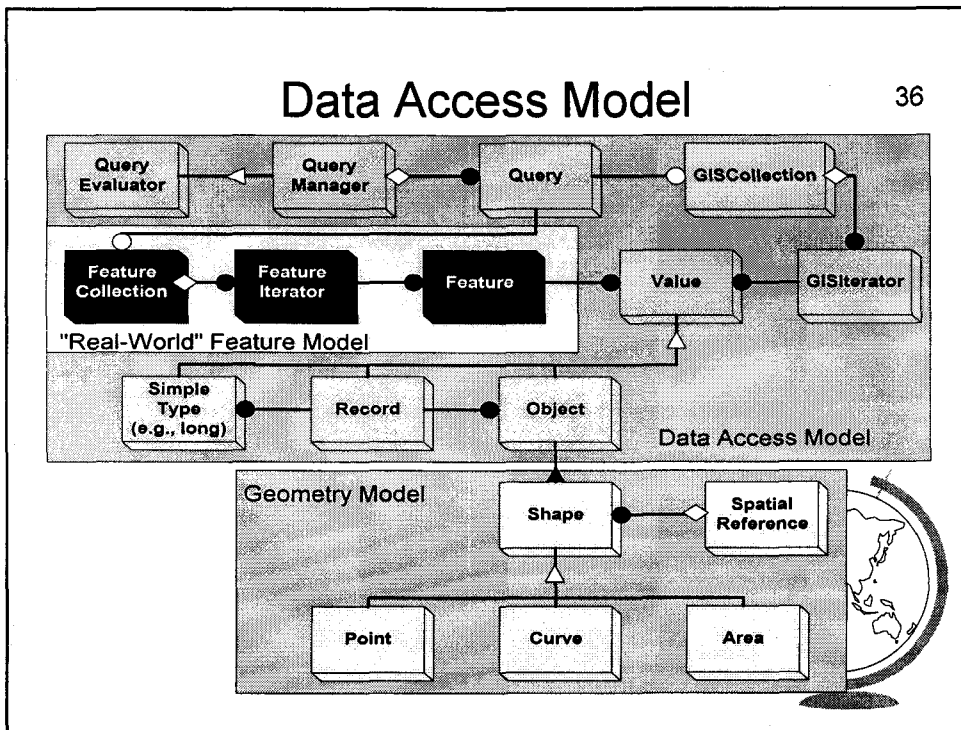 Data Access Model
36
Query
Evaluator
Query
Manager
Query
GISCollection
Feature
Collection
Feature
Iterator
Feature
Value
GISIterator
"Real-World" Feature Model
Simple
Type
(e.g., long)
Record
Object
Data Access Model
Geometry Model
Shape
Spatial
Reference
Point
Curve
Area